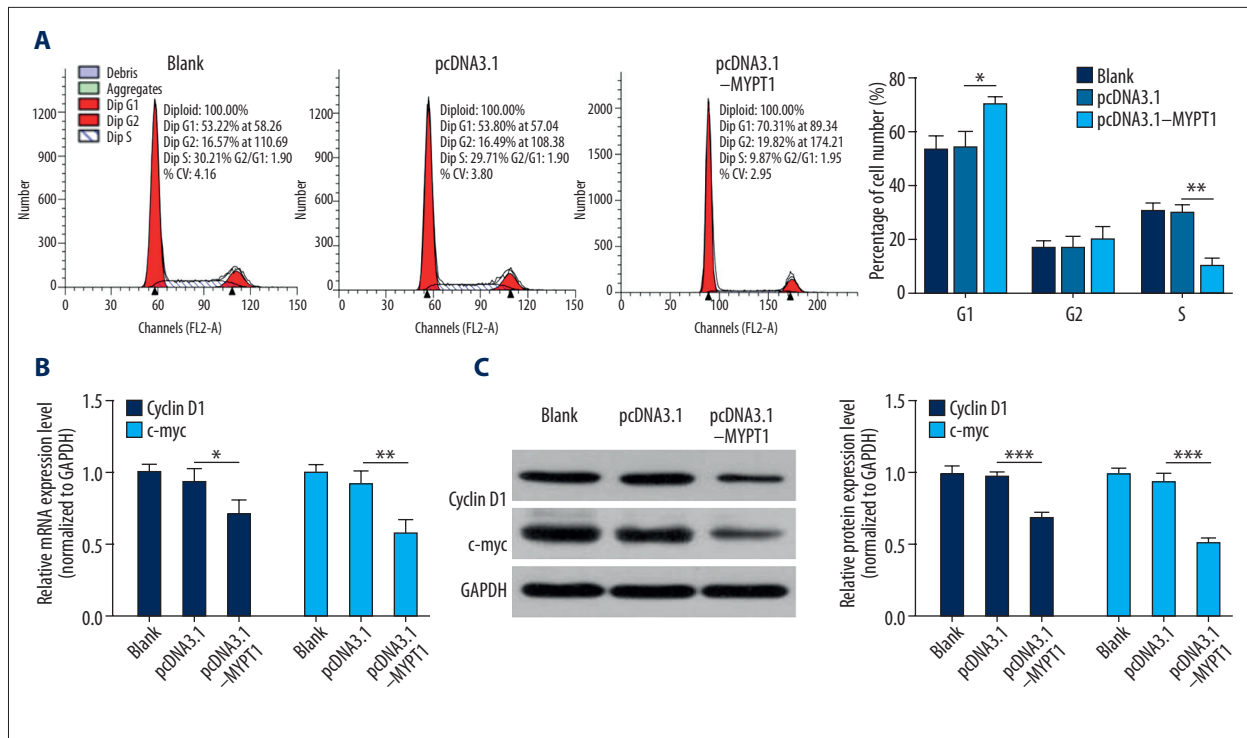 A
Blank
Debris
Aggregates
Dip G1
Dip G2
Dip S
Diploid: 100.00%
Dip G1: 53.22% at 58.26
Dip G2: 16.57% at 110.69
Dip S: 30.21% G2/G1: 1.90
% CV: 4.16
Number
1200
900
600
300
0
0
30
60
90
120
150
Channels (FL2-A)
pcDNA3.1
Diploid: 100.00%
Dip G1: 53.80% at 57.04
Dip G2: 16.49% at 108.38
Dip S: 29.71% G2/G1: 1.90
% CV: 3.80
Number
1200
900
600
300
0
0
30
60
90
120
150
Channels (FL2-A)
pcDNA3.1
–MYPT1
Diploid: 100.00%
Dip G1: 70.31% at 89.34
Dip G2: 19.82% at 174.21
Dip S: 9.87% G2/G1: 1.95
% CV: 2.95
Number
2000
1500
1000
500
0
0
50
100
150
200
Channels (FL2-A)
Percentage of cell number (%)
80
60
40
20
0
*
**
Blank
pcDNA3.1
pcDNA3.1–MYPT1
G1
G2
S
B
Relative mRNA expression level
(normalized to GAPDH)
1.5
1.0
0.5
0.0
Cyclin D1
c-myc
*
**
Blank
pcDNA3.1
pcDNA3.1
–MYPT1
Blank
pcDNA3.1
pcDNA3.1
–MYPT1
C
Blank
pcDNA3.1
pcDNA3.1
–MYPT1
Cyclin D1
c-myc
GAPDH
Relative protein expression level
(normalized to GAPDH)
1.5
1.0
0.5
0.0
Cyclin D1
c-myc
***
***
Blank
pcDNA3.1
pcDNA3.1
–MYPT1
Blank
pcDNA3.1
pcDNA3.1
–MYPT1